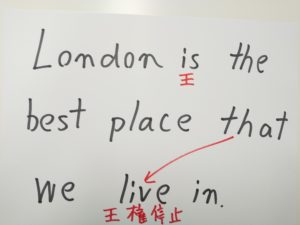 London is the
王
best place that
we live in.
王権停止